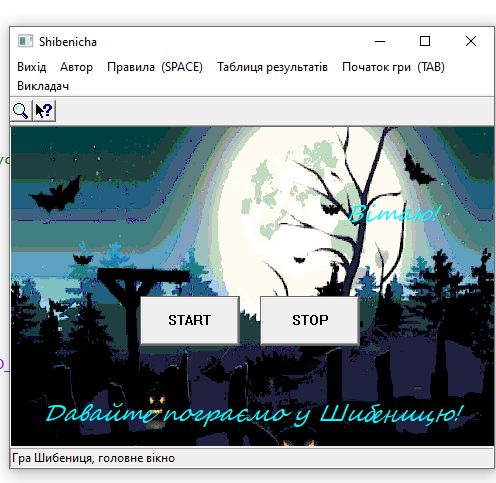 Shibenicha
Вихід Автор Правила (SPACE) Таблиця результатів Початок гри (TAB)
Викладач
Вітаю!
START STOP
Давайте пограємо у Шибеницю!
Гра Шибениця, головне вікно